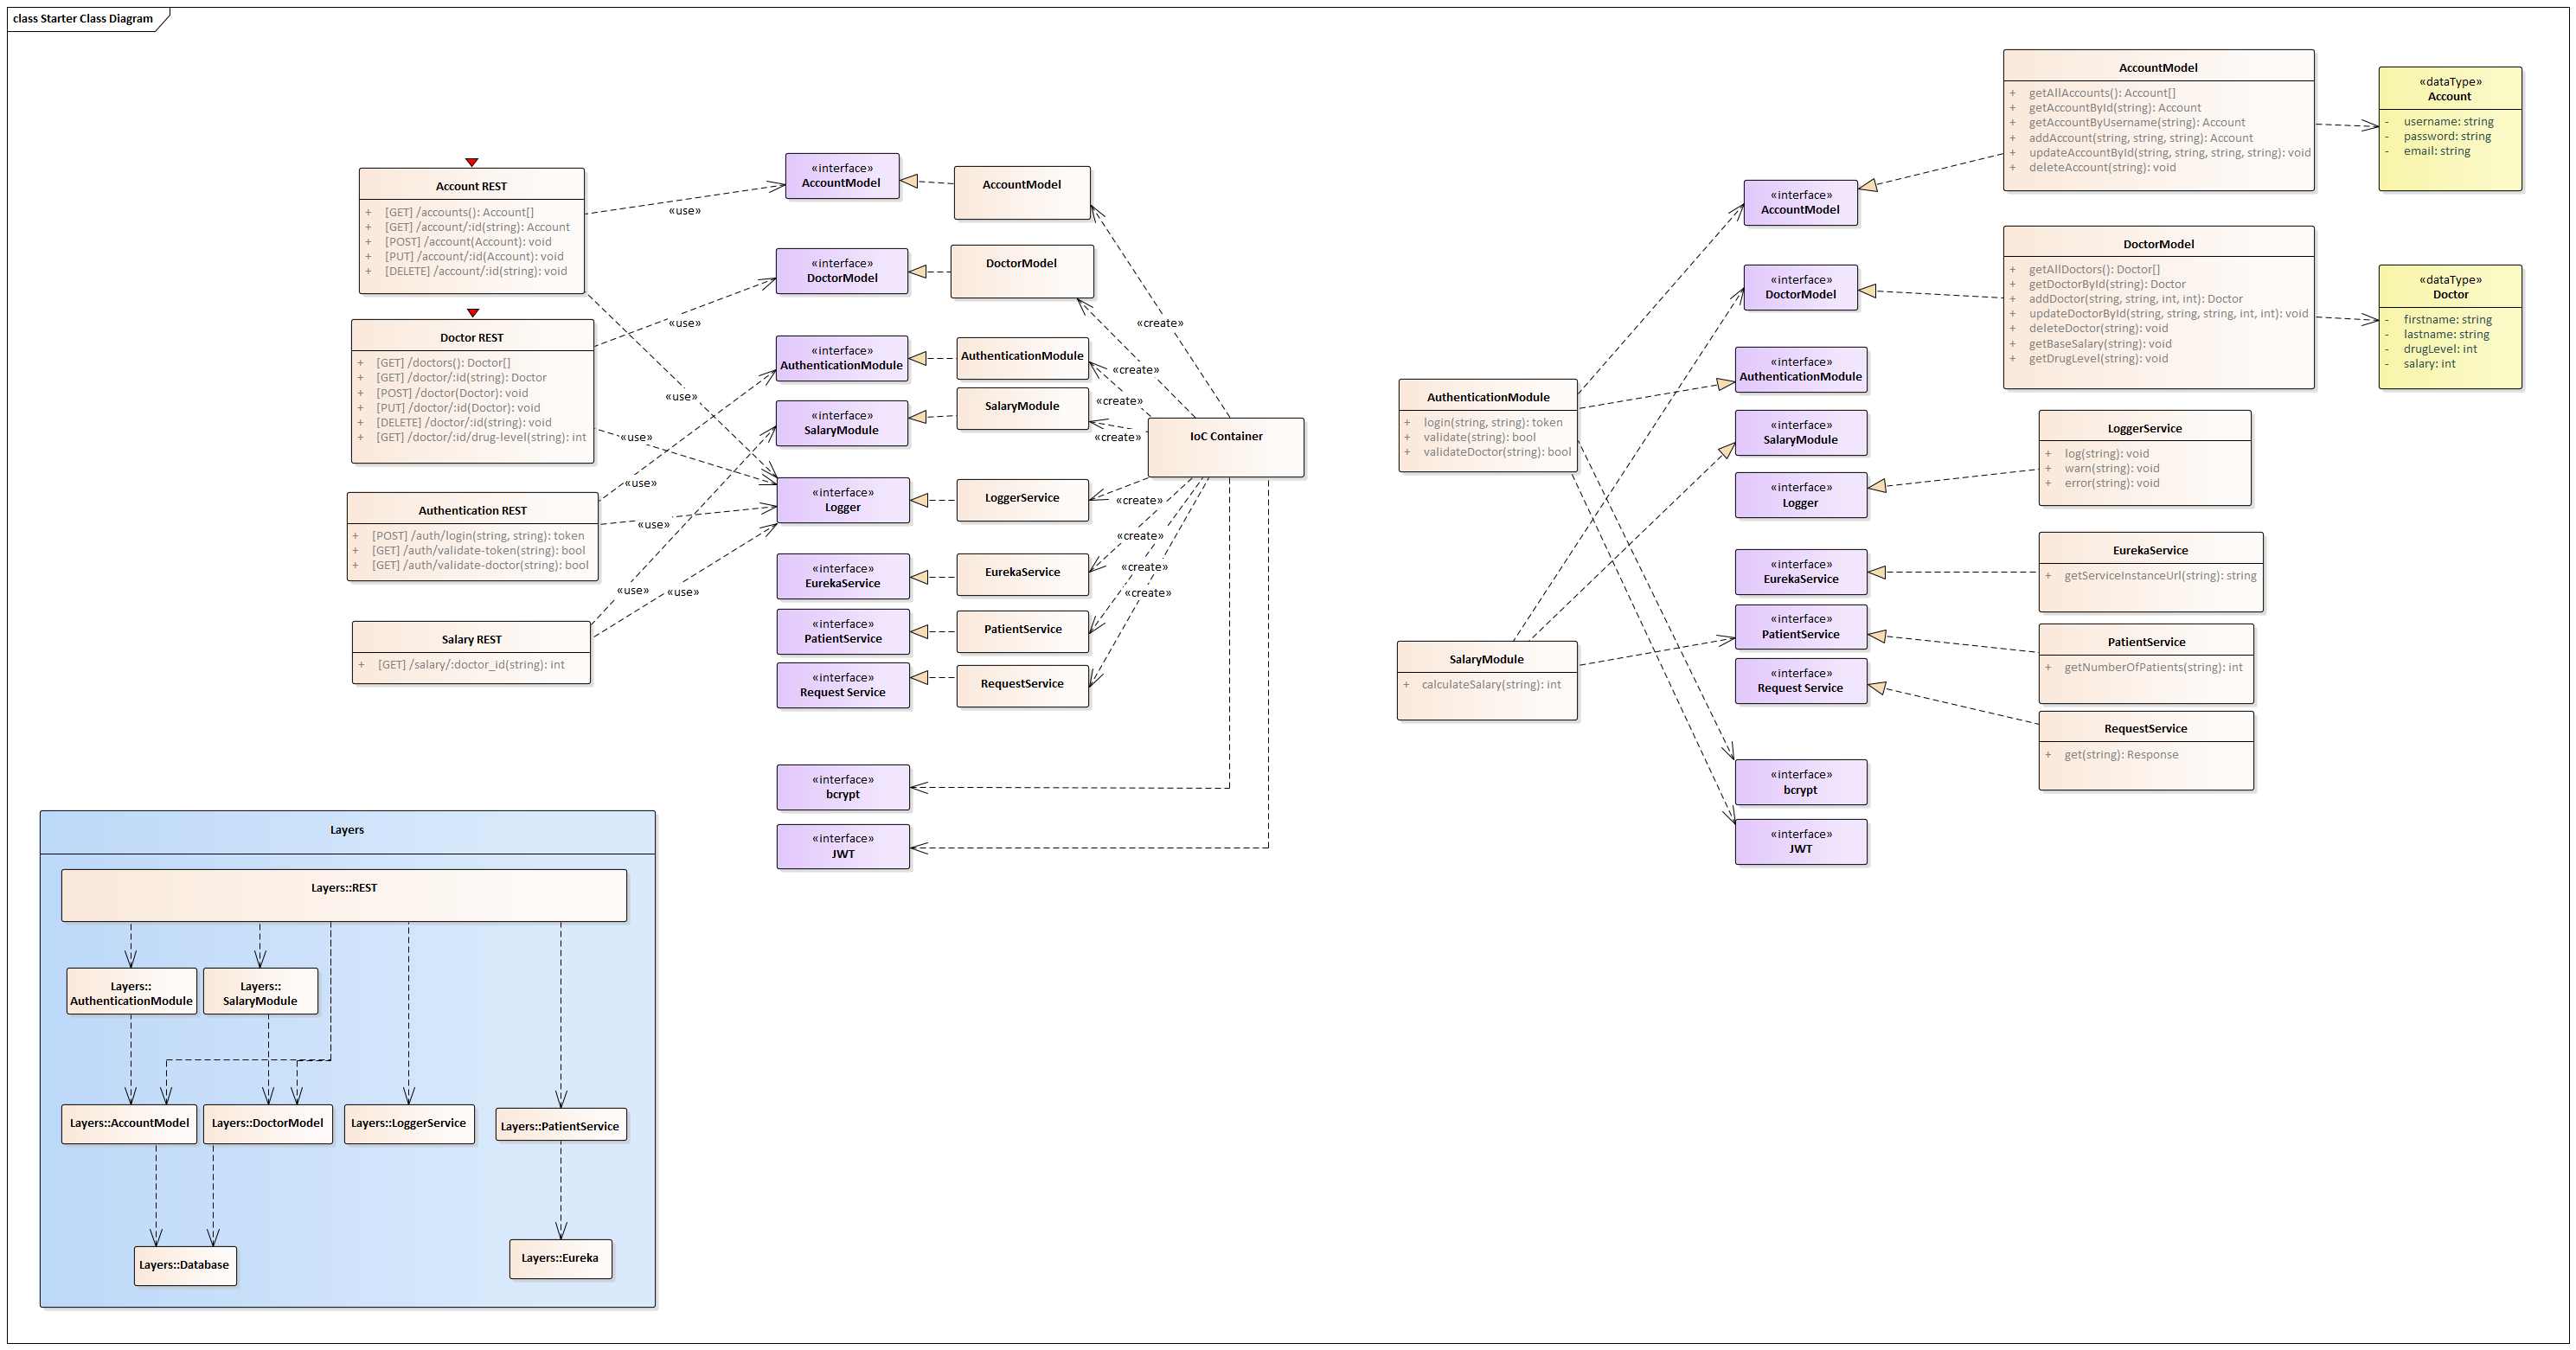 class Starter Class Diagram
Account REST
+ [GET] /accounts(): Account[]
+ [GET] /account/:id(string): Account
+ [POST] /account(Account): void
+ [PUT] /account/:id(Account): void
+ [DELETE] /account/:id(string): void
Doctor REST
+ [GET] /doctors(): Doctor[]
+ [GET] /doctor/:id(string): Doctor
+ [POST] /doctor(Doctor): void
+ [PUT] /doctor/:id(Doctor): void
+ [DELETE] /doctor/:id(string): void
+ [GET] /doctor/:id/drug-level(string): int
Authentication REST
+ [POST] /auth/login(string, string): token
+ [GET] /auth/validate-token(string): bool
+ [GET] /auth/validate-doctor(string): bool
Salary REST
+ [GET] /salary/:doctor_id(string): int
«use»
«use»
«use»
«use»
«use»
«use»
«use»
«use»
«interface»
AccountModel
«interface»
DoctorModel
«interface»
AuthenticationModule
«interface»
SalaryModule
«interface»
Logger
«interface»
EurekaService
«interface»
PatientService
«interface»
Request Service
«interface»
bcrypt
«interface»
JWT
AccountModel
DoctorModel
AuthenticationModule
SalaryModule
LoggerService
EurekaService
PatientService
RequestService
«create»
«create»
«create»
«create»
«create»
«create»
«create»
«create»
IoC Container
AuthenticationModule
+ login(string, string): token
+ validate(string): bool
+ validateDoctor(string): bool
SalaryModule
+ calculateSalary(string): int
«interface»
AccountModel
«interface»
DoctorModel
«interface»
AuthenticationModule
«interface»
SalaryModule
«interface»
Logger
«interface»
EurekaService
«interface»
PatientService
«interface»
Request Service
«interface»
bcrypt
«interface»
JWT
AccountModel
+ getAllAccounts(): Account[]
+ getAccountById(string): Account
+ getAccountByUsername(string): Account
+ addAccount(string, string, string): Account
+ updateAccountById(string, string, string, string): void
+ deleteAccount(string): void
DoctorModel
+ getAllDoctors(): Doctor[]
+ getDoctorById(string): Doctor
+ addDoctor(string, string, int, int): Doctor
+ updateDoctorById(string, string, string, int, int): void
+ deleteDoctor(string): void
+ getBaseSalary(string): void
+ getDrugLevel(string): void
LoggerService
+ log(string): void
+ warn(string): void
+ error(string): void
EurekaService
+ getServiceInstanceUrl(string): string
PatientService
+ getNumberOfPatients(string): int
RequestService
+ get(string): Response
«dataType»
Account
- username: string
- password: string
- email: string
«dataType»
Doctor
- firstname: string
- lastname: string
- drugLevel: int
- salary: int
Layers
Layers::REST
Layers::
AuthenticationModule
Layers::
SalaryModule
Layers::AccountModel
Layers::DoctorModel
Layers::LoggerService
Layers::PatientService
Layers::Database
Layers::Eureka